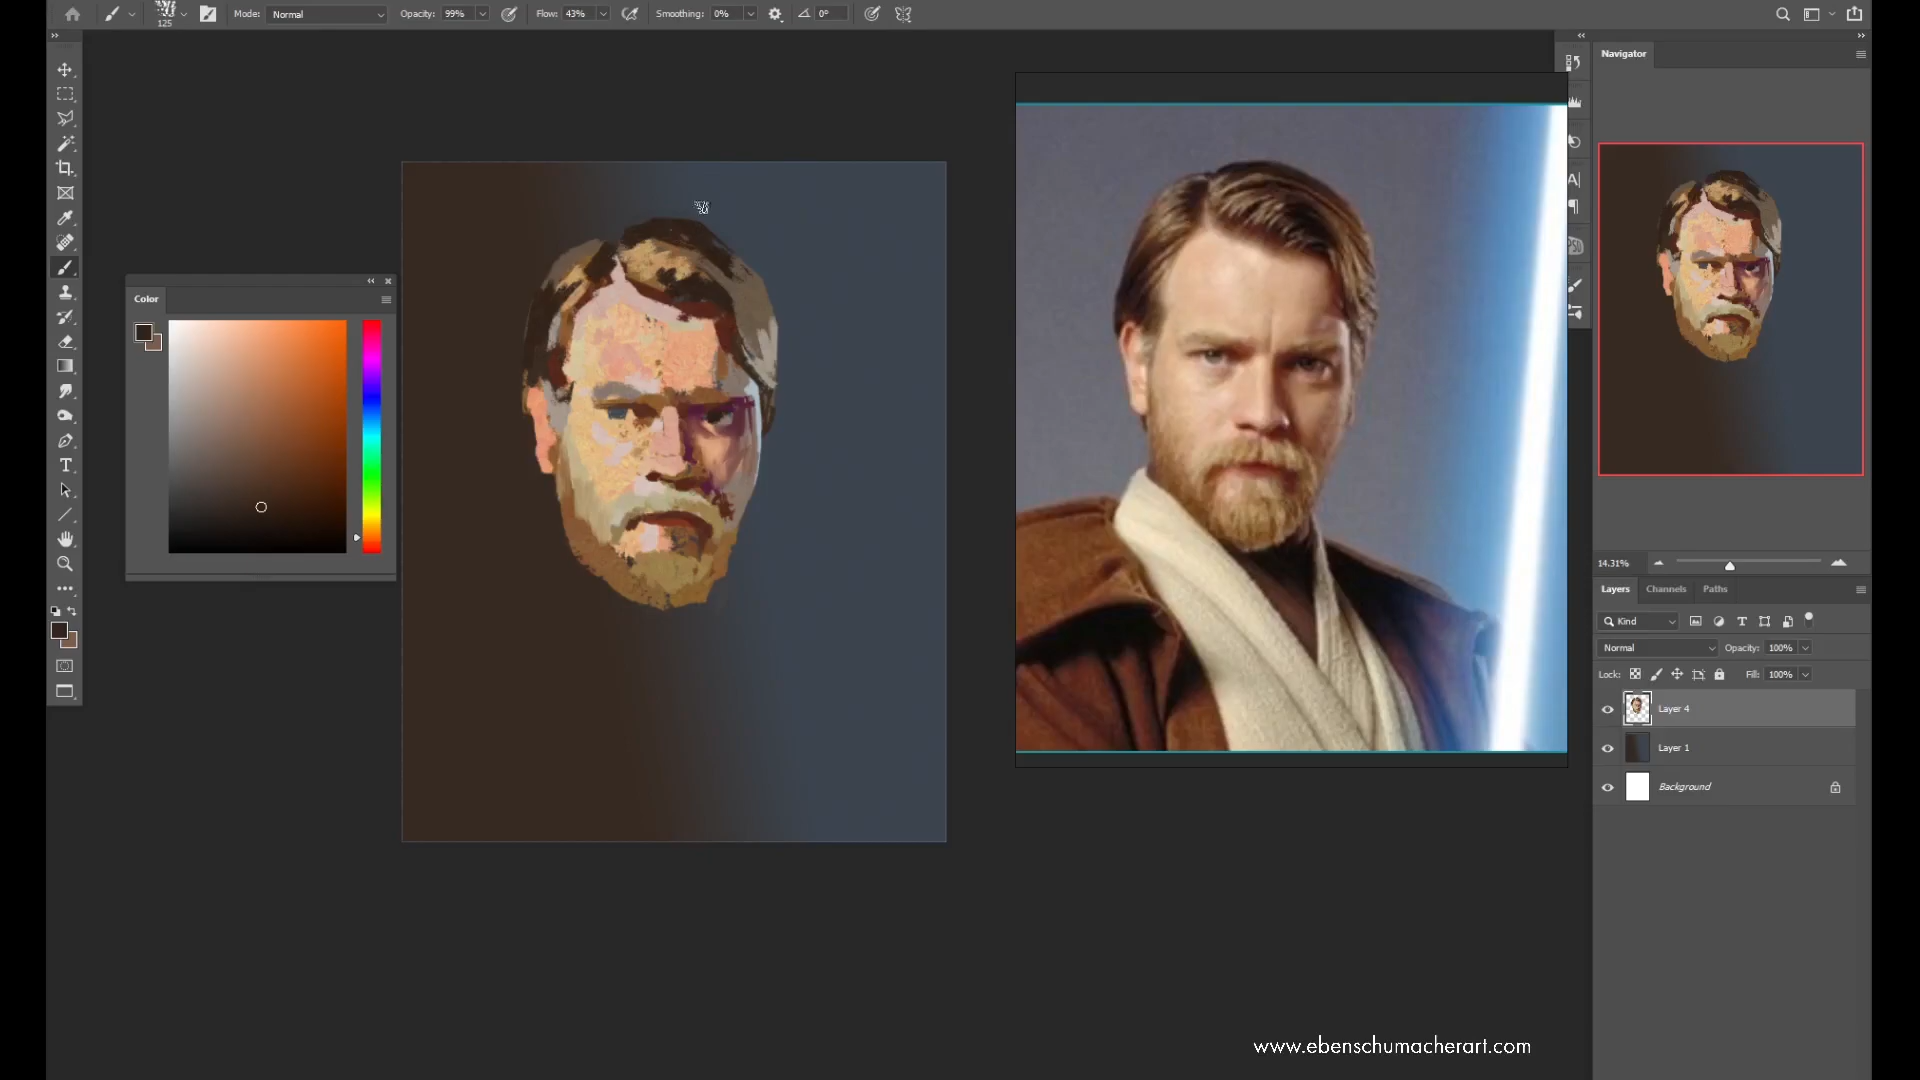 125
Mode: Normal
Opacity: 99%
Flow: 43%
Smoothing: 0%
0°
Navigator
Color
14.31%
Layers Channels Paths
Kind
Normal
Opacity: 100%
Lock:
Fill: 100%
Layer 4
Layer 1
Background
www.ebenschumacherart.com